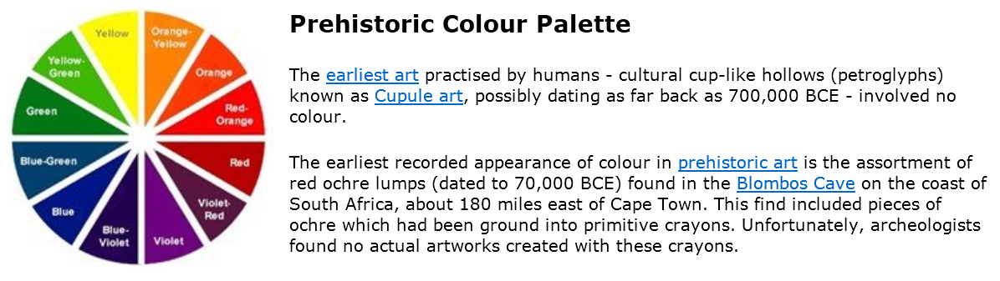 Yellow
Orange-
Yellow
Yellow-
Green
Orange
Green
Red-
Orange
Blue-Green
Red
Blue
Violet-
Red
Blue-
Violet
Violet
Prehistoric Colour Palette
The earliest art practised by humans - cultural cup-like hollows (petroglyphs)
known as Cupule art, possibly dating as far back as 700,000 BCE - involved no
colour.
The earliest recorded appearance of colour in prehistoric art is the assortment of
red ochre lumps (dated to 70,000 BCE) found in the Blombos Cave on the coast of
South Africa, about 180 miles east of Cape Town. This find included pieces of
ochre which had been ground into primitive crayons. Unfortunately, archeologists
found no actual artworks created with these crayons.